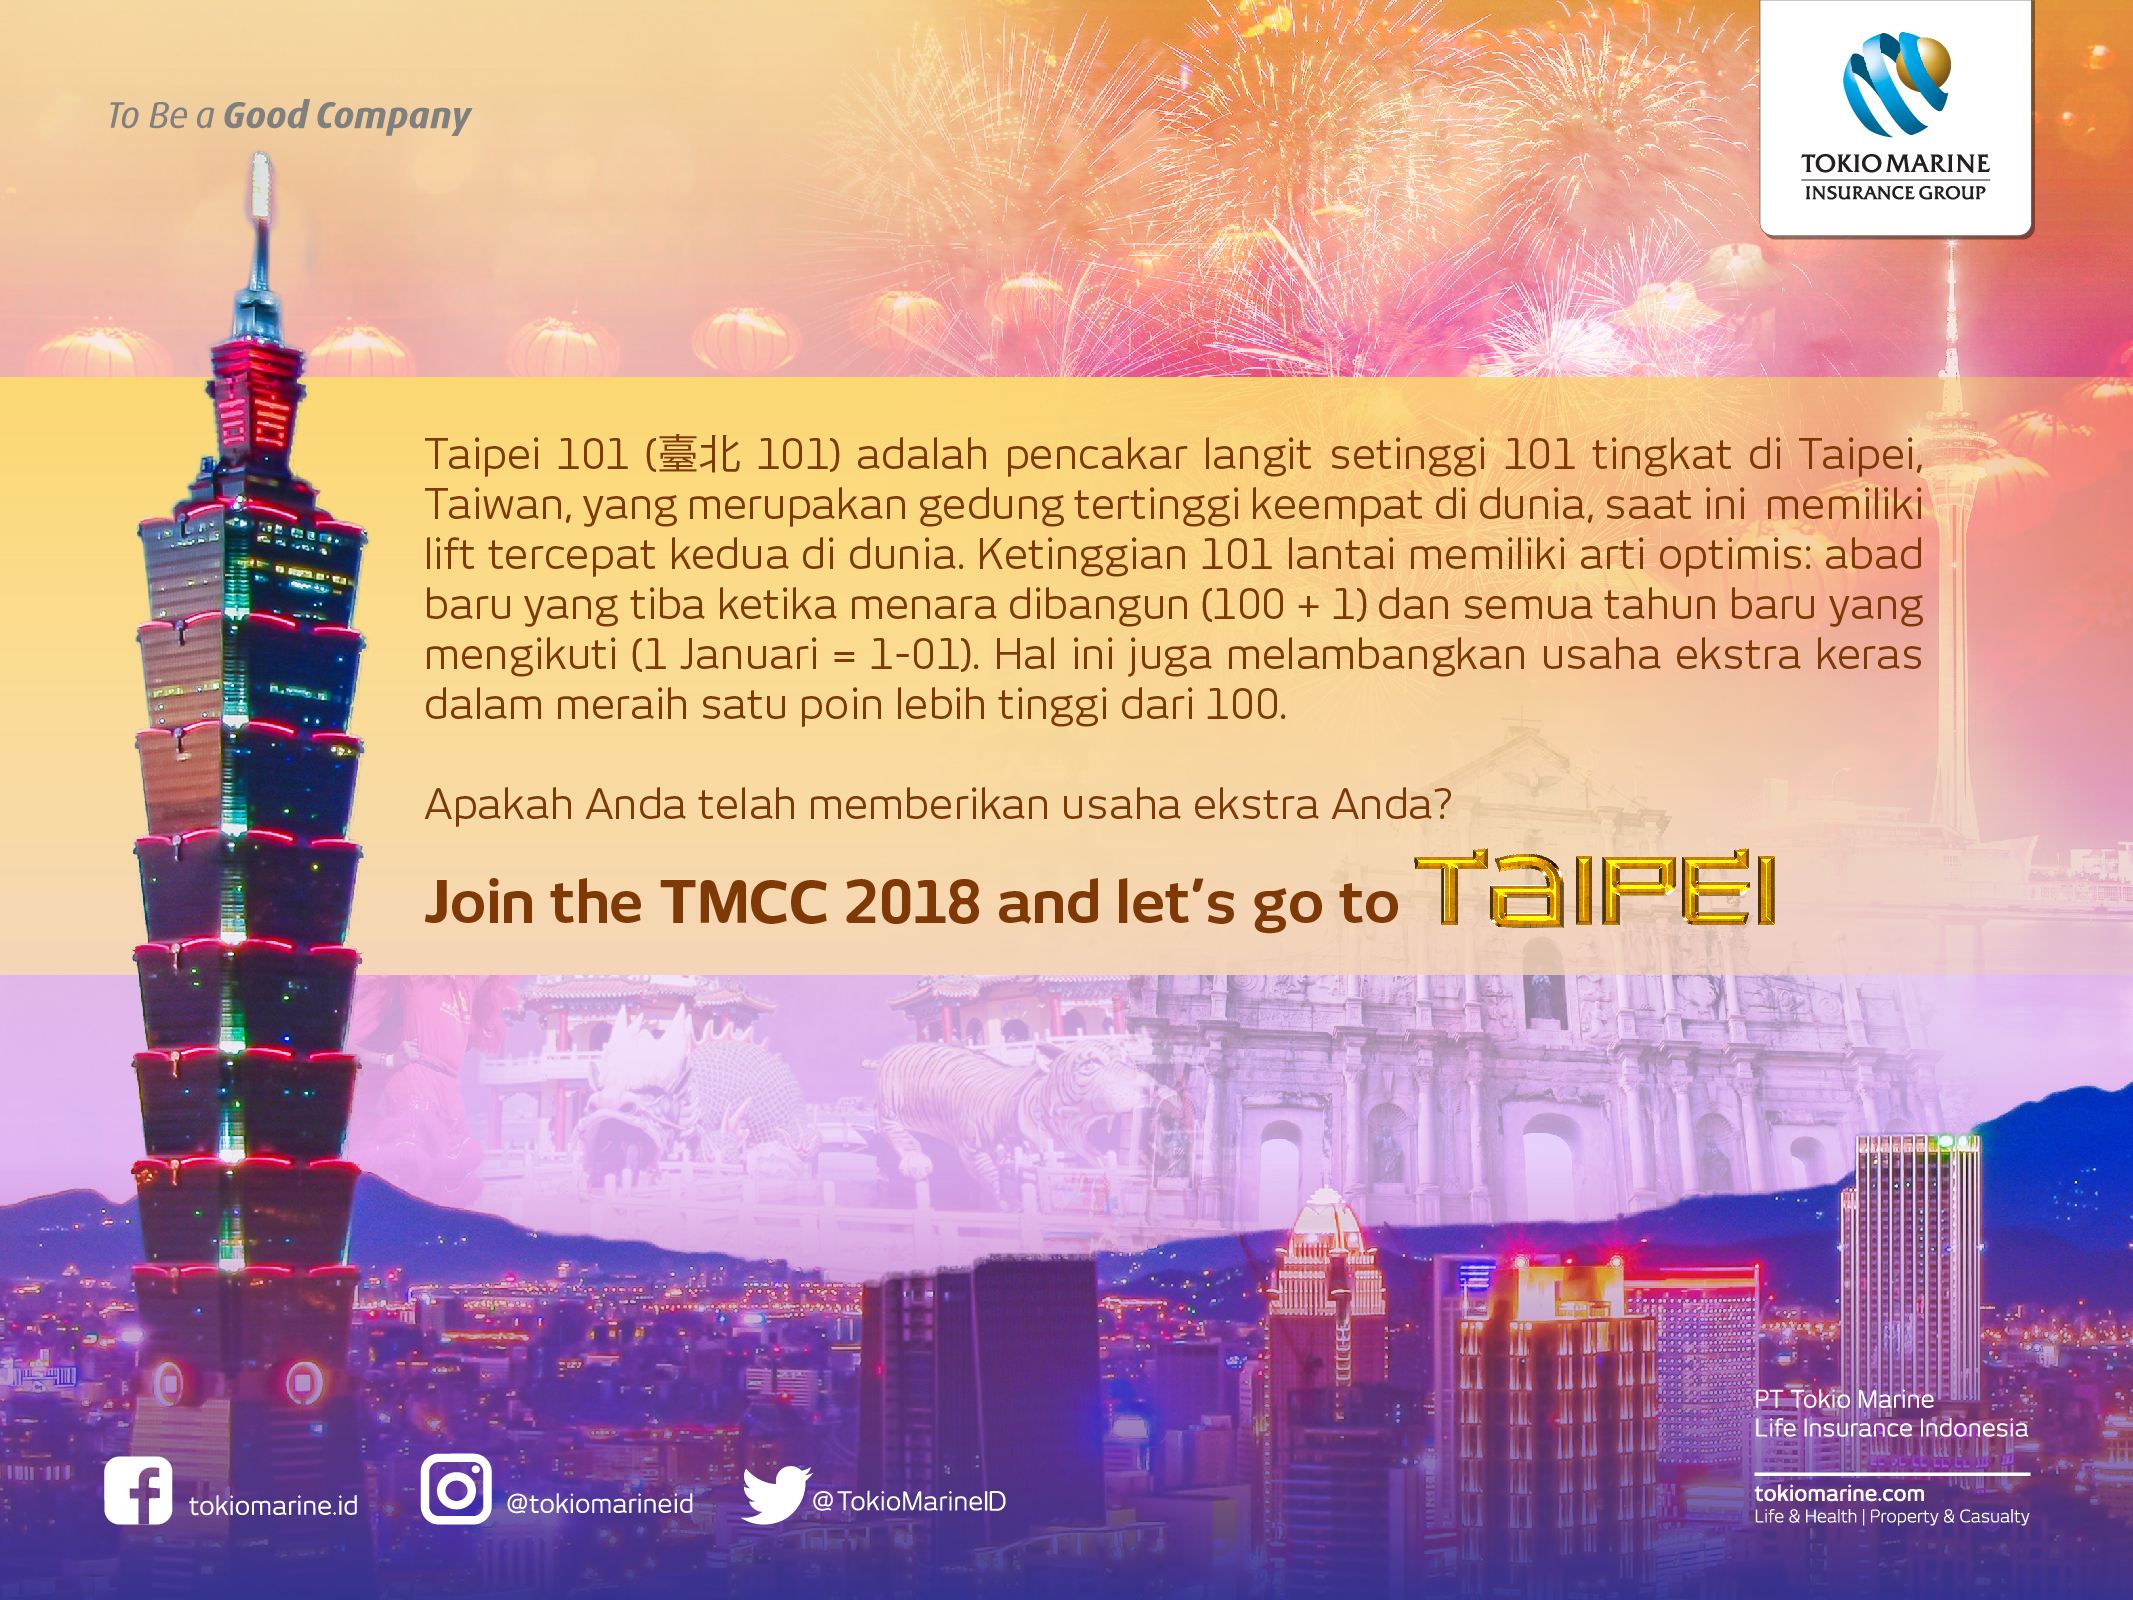 To Be a Good Company
TOKIO MARINE
INSURANCE GROUP
Taipei 101 (臺北 101) adalah pencakar langit setinggi 101 tingkat di Taipei,
Taiwan, yang merupakan gedung tertinggi keempat di dunia, saat ini memiliki
lift tercepat kedua di dunia. Ketinggian 101 lantai memiliki arti optimis: abad
baru yang tiba ketika menara dibangun (100 + 1) dan semua tahun baru yang
mengikuti (1 Januari = 1-01). Hal ini juga melambangkan usaha ekstra keras
dalam meraih satu poin lebih tinggi dari 100.
Apakah Anda telah memberikan usaha ekstra Anda?
Join the TMCC 2018 and let's go to TaIPEI
PT Tokio Marine
Life Insurance Indonesia
tokiomarine.com
Life & Health | Property & Casualty
tokiomarine.id
@tokiomarineid
@TokioMarineID